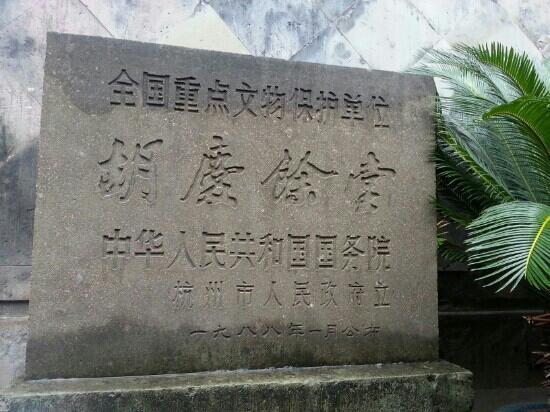 全国重点文物保护单位
胡庆馀堂
中华人民共和国国务院
杭州市人民政府立
一九八八年一月公布